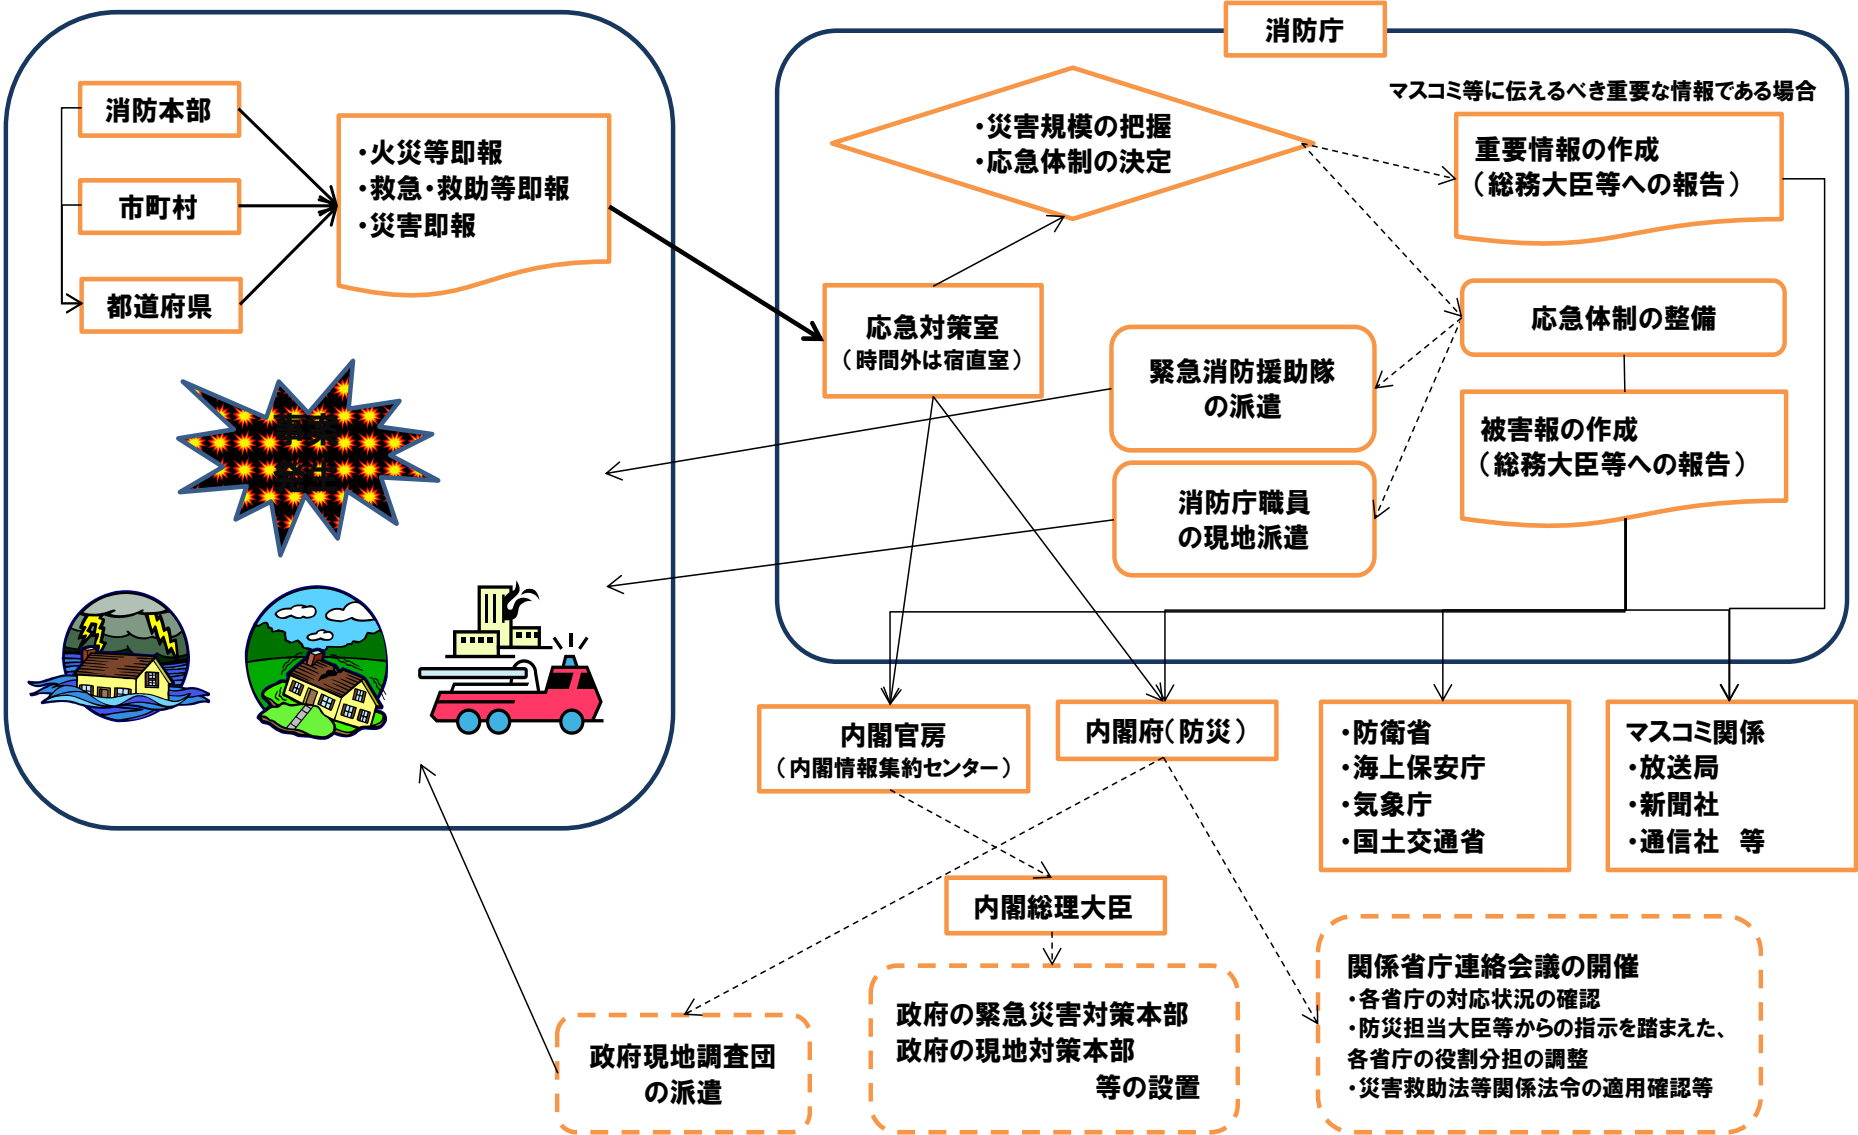 消防本部
市町村
都道府県
・火災等即報
・救急・救助等即報
・災害即報
消防庁
・災害規模の把握
・応急体制の決定
マスコミ等に伝えるべき重要な情報である場合
重要情報の作成
（総務大臣等への報告）
応急対策室
（時間外は宿直室）
応急体制の整備
緊急消防援助隊
の派遣
被害報の作成
（総務大臣等への報告）
消防庁職員
の現地派遣
内閣官房
（内閣情報集約センター）
内閣府（防災）
・防衛省
・海上保安庁
・気象庁
・国土交通省
マスコミ関係
・放送局
・新聞社
・通信社　等
内閣総理大臣
政府現地調査団
の派遣
政府の緊急災害対策本部
政府の現地対策本部
等の設置
関係省庁連絡会議の開催
・各省庁の対応状況の確認
・防災担当大臣等からの指示を踏まえた、
各省庁の役割分担の調整
・災害救助法等関係法令の適用確認等